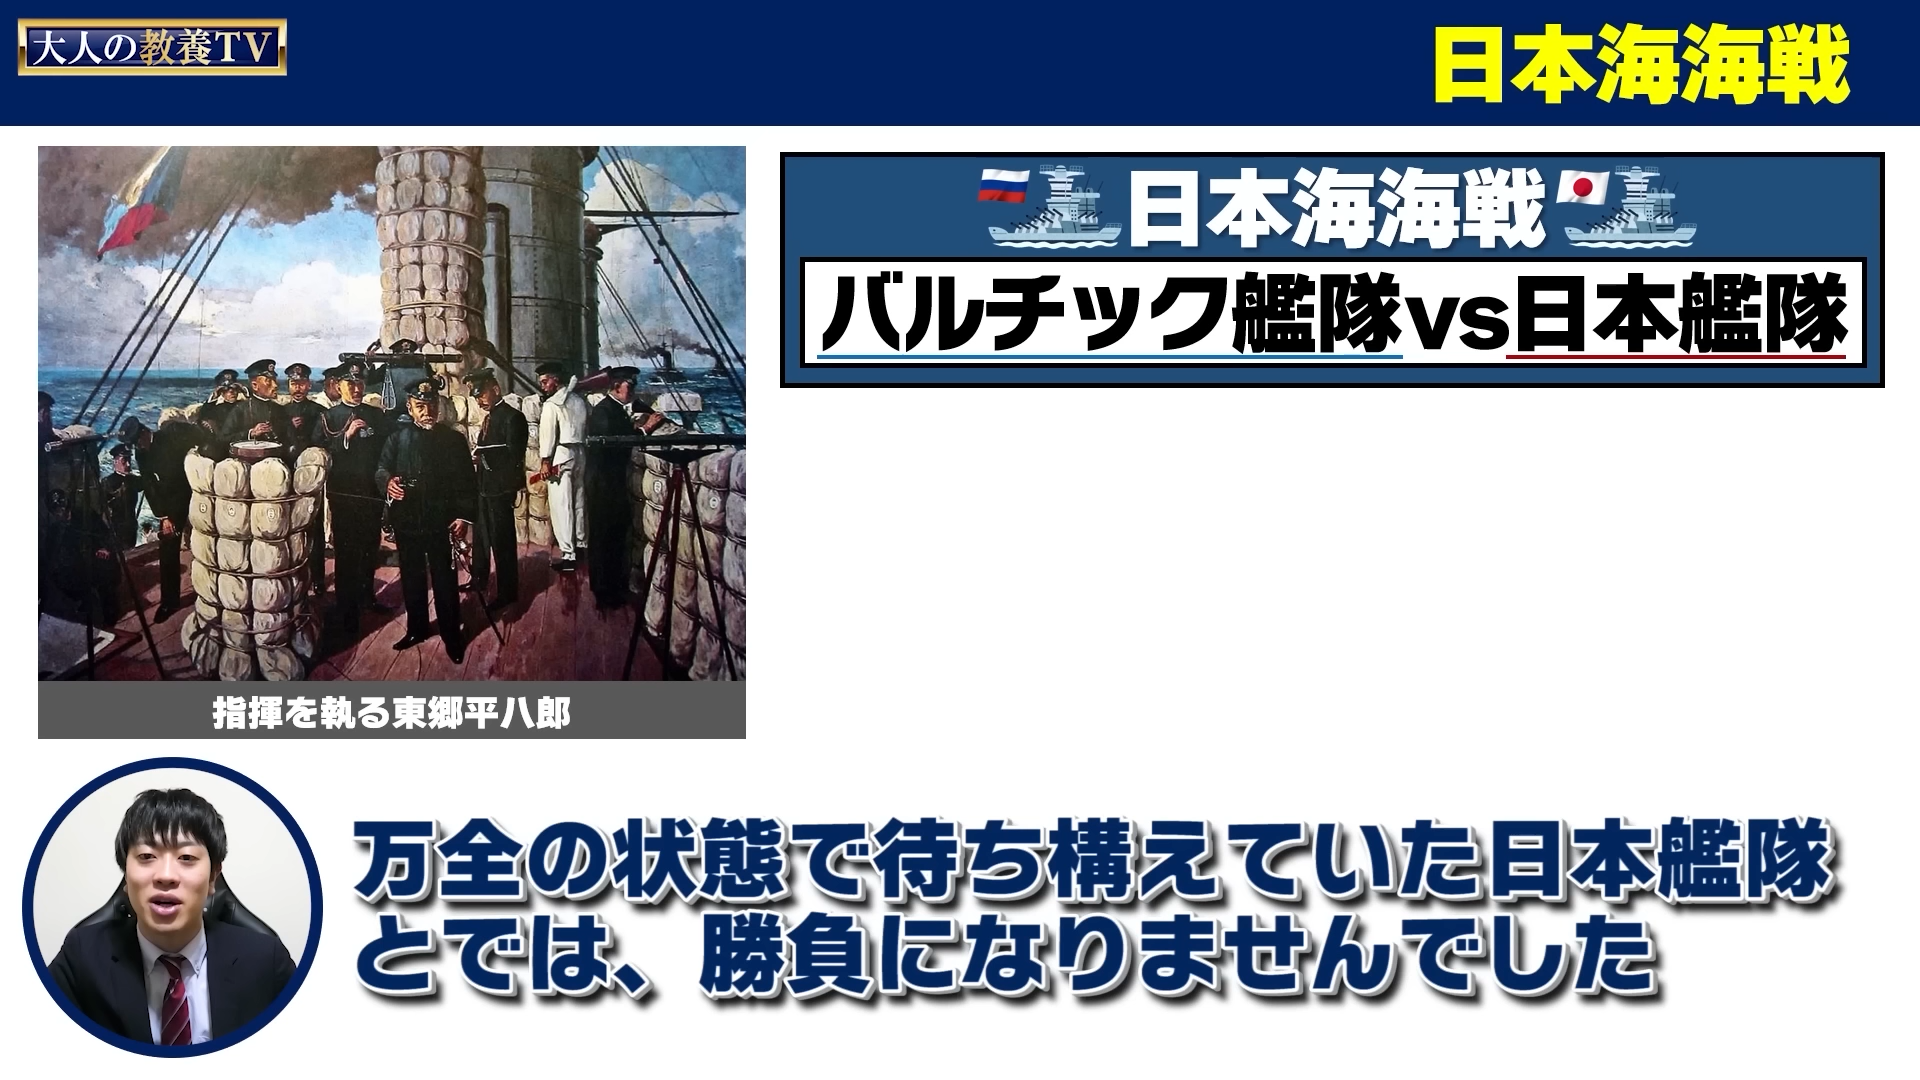 大人の教養TV
日本海海戦
日本海海戦
バルチック艦隊vs日本艦隊
指揮を執る東郷平八郎
万全の状態で待ち構えていた日本艦隊
とでは、勝負になりませんでした